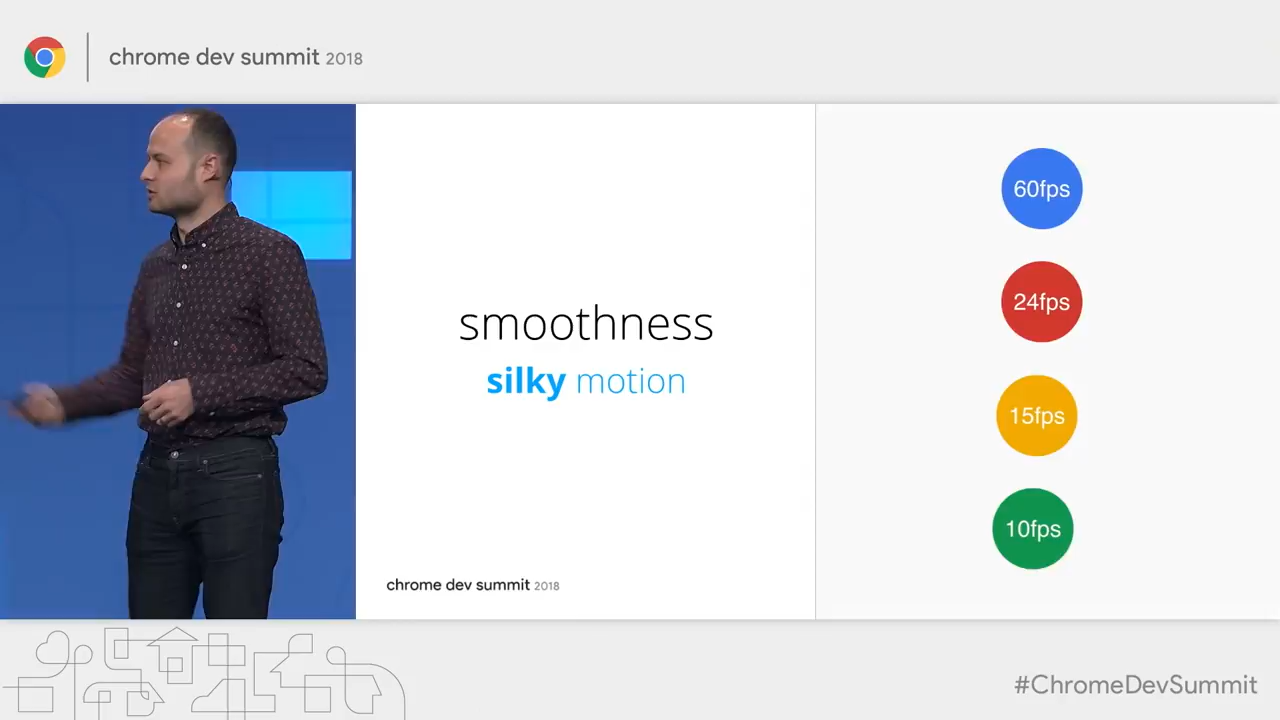 chrome dev summit 2018
smoothness
silky motion
chrome dev summit 2018
60fps
24fps
15fps
10fps
#ChromeDevSummit